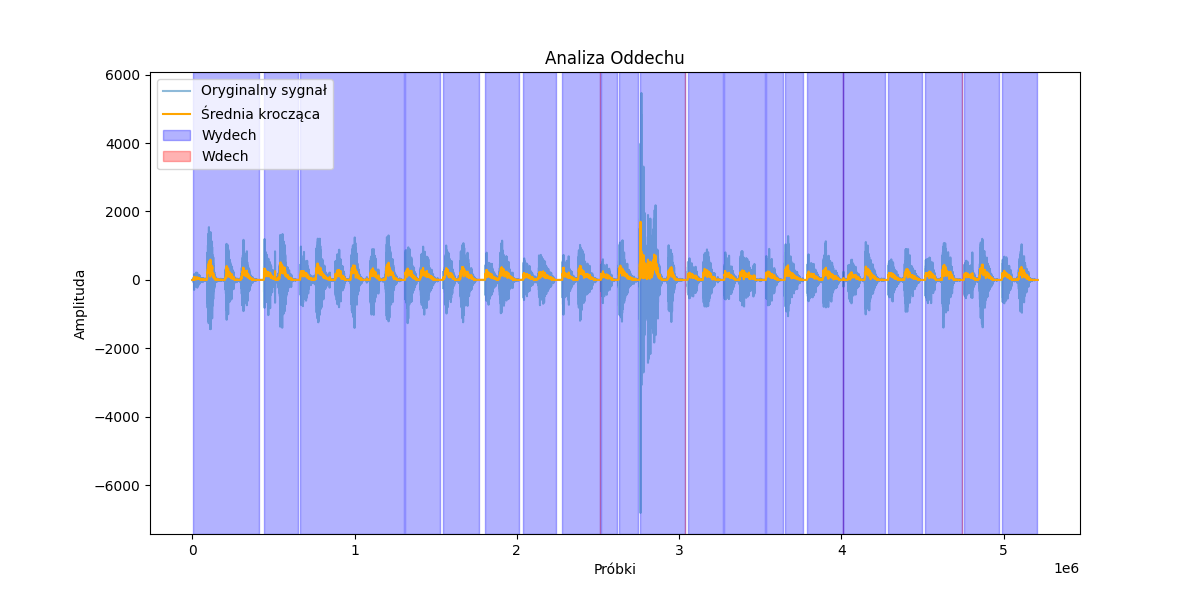 Analiza Oddechu
Oryginalny sygnał
Średnia krocząca
Wydech
Wdech
Amplituda
6000
4000
2000
0
−2000
−4000
−6000
0
1
2
3
4
5
1e6
Próbki